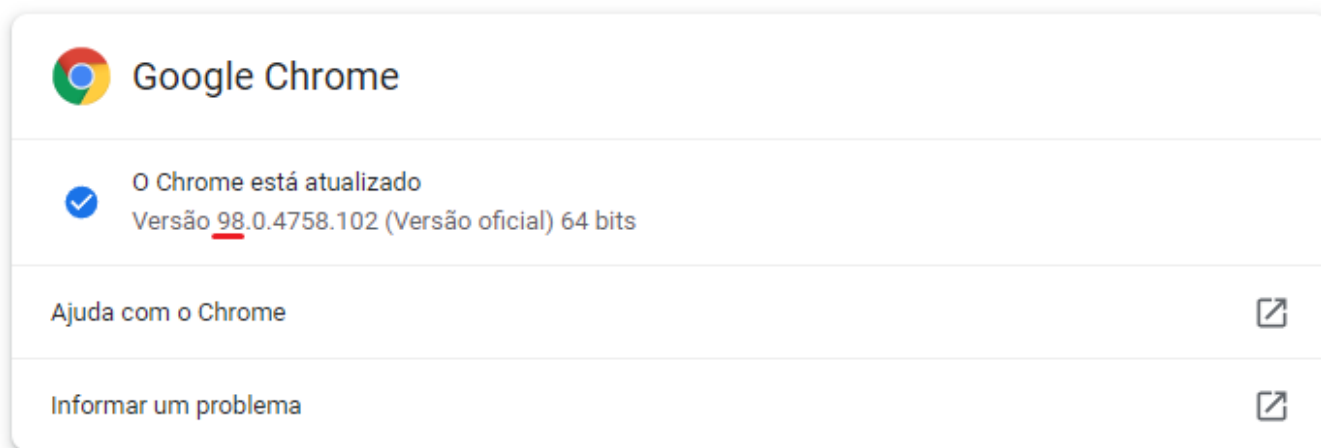 Google Chrome
O Chrome está atualizado
Versão 98.0.4758.102 (Versão oficial) 64 bits
Ajuda com o Chrome
Informar um problema